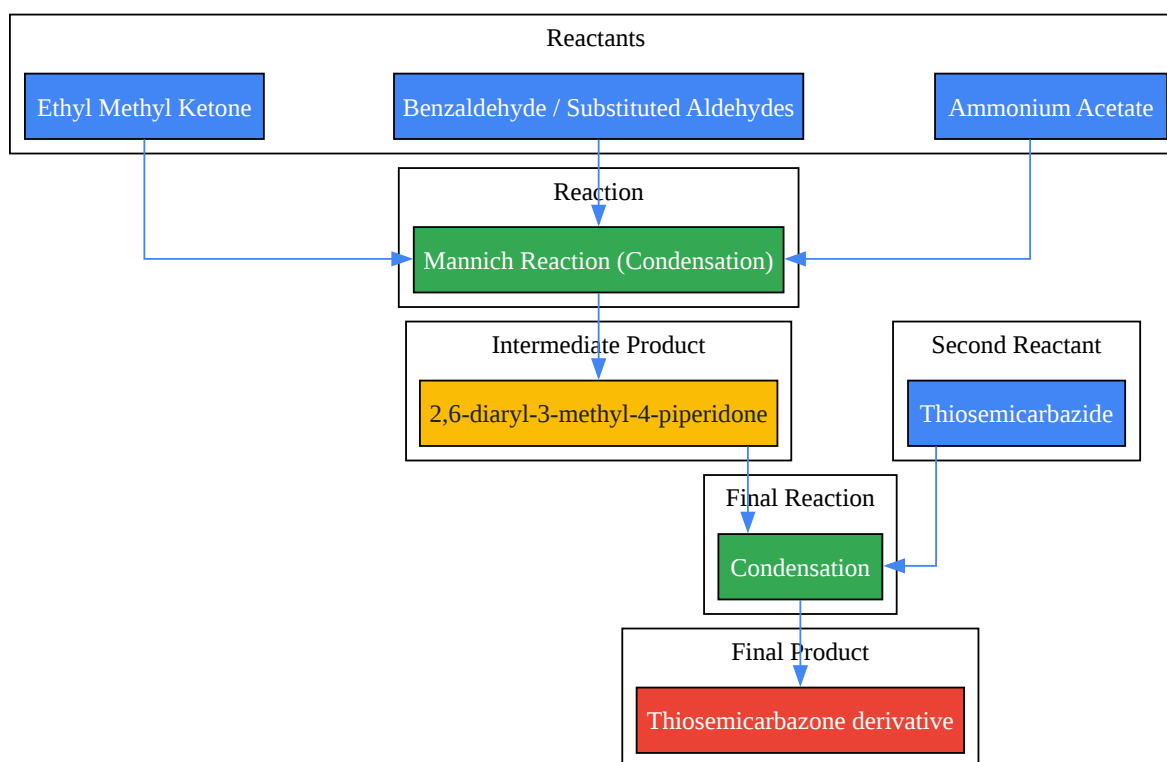 Reactants
Ethyl Methyl Ketone
Benzaldehyde / Substituted Aldehydes
Ammonium Acetate
Reaction
Mannich Reaction (Condensation)
Intermediate Product
Second Reactant
2,6-diaryl-3-methyl-4-piperidone
Thiosemicarbazide
Final Reaction
Condensation
Final Product
Thiosemicarbazone derivative